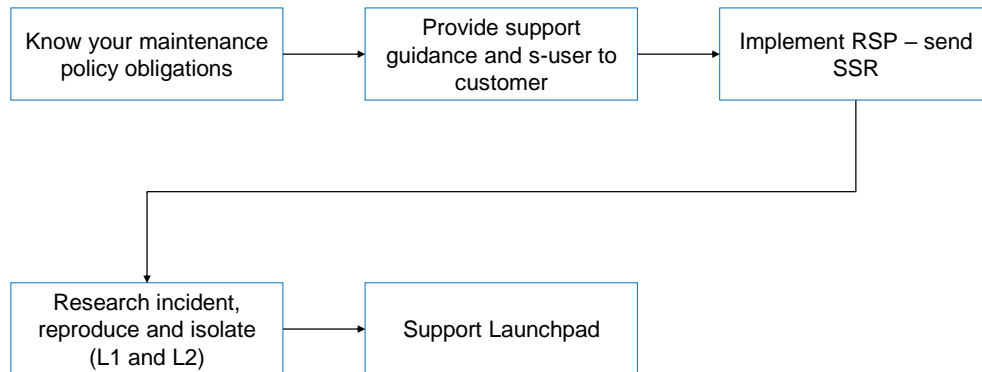 Know your maintenance
policy obligations
Provide support
guidance and s-user to
customer
Implement RSP – send
SSR
Research incident,
reproduce and isolate
(L1 and L2)
Support Launchpad